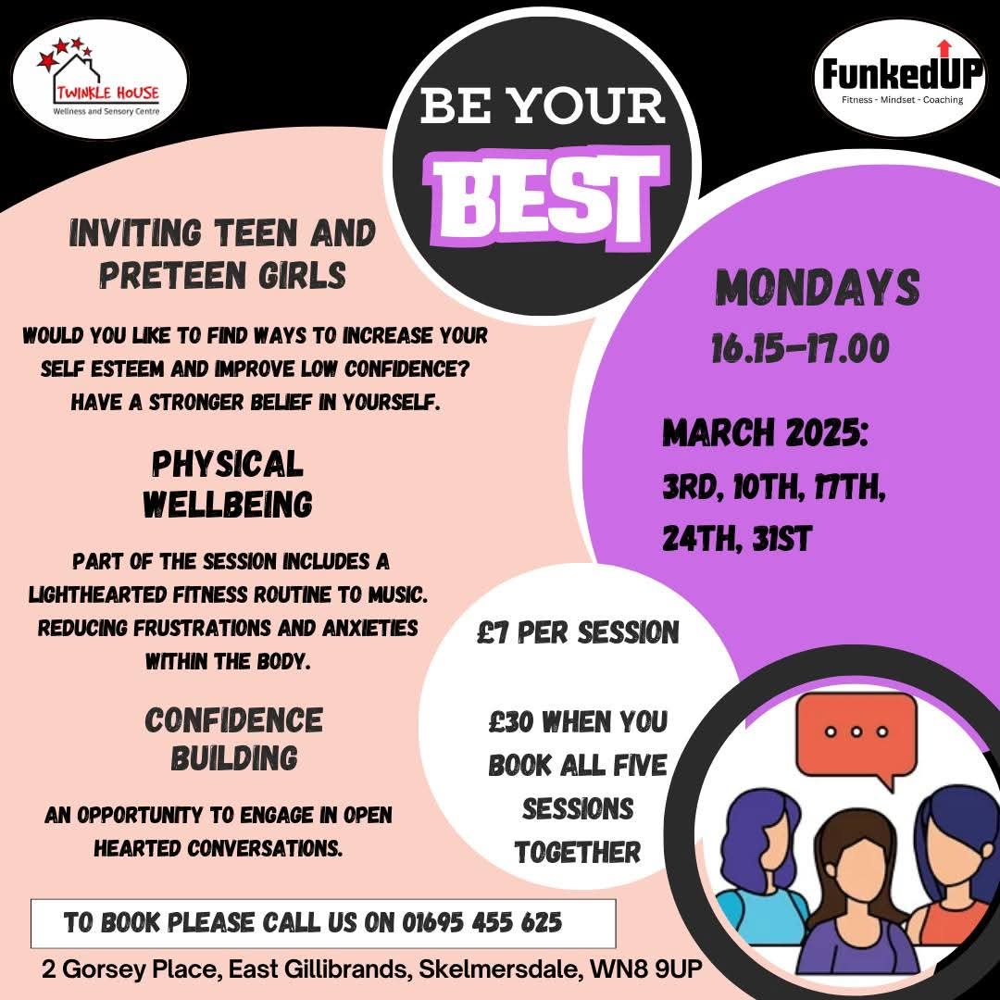 TWINKLE HOUSE
Wellness and Sensory Centre
BE YOUR
BEST
FunkedUP
Fitness - Mindset - Coaching
INVITING TEEN AND
PRETEEN GIRLS
WOULD YOU LIKE TO FIND WAYS TO INCREASE YOUR
SELF ESTEEM AND IMPROVE LOW CONFIDENCE?
HAVE A STRONGER BELIEF IN YOURSELF.
PHYSICAL
WELLBEING
PART OF THE SESSION INCLUDES A
LIGHTHEARTED FITNESS ROUTINE TO MUSIC.
REDUCING FRUSTRATIONS AND ANXIETIES
WITHIN THE BODY.
CONFIDENCE
BUILDING
AN OPPORTUNITY TO ENGAGE IN OPEN
HEARTED CONVERSATIONS.
MONDAYS
16.15-17.00
MARCH 2025:
3RD, 10TH, 17TH,
24TH, 31ST
£7 PER SESSION
£30 WHEN YOU
BOOK ALL FIVE
SESSIONS
TOGETHER
TO BOOK PLEASE CALL US ON 01695 455 625
2 Gorsey Place, East Gillibrands, Skelmersdale, WN8 9UP